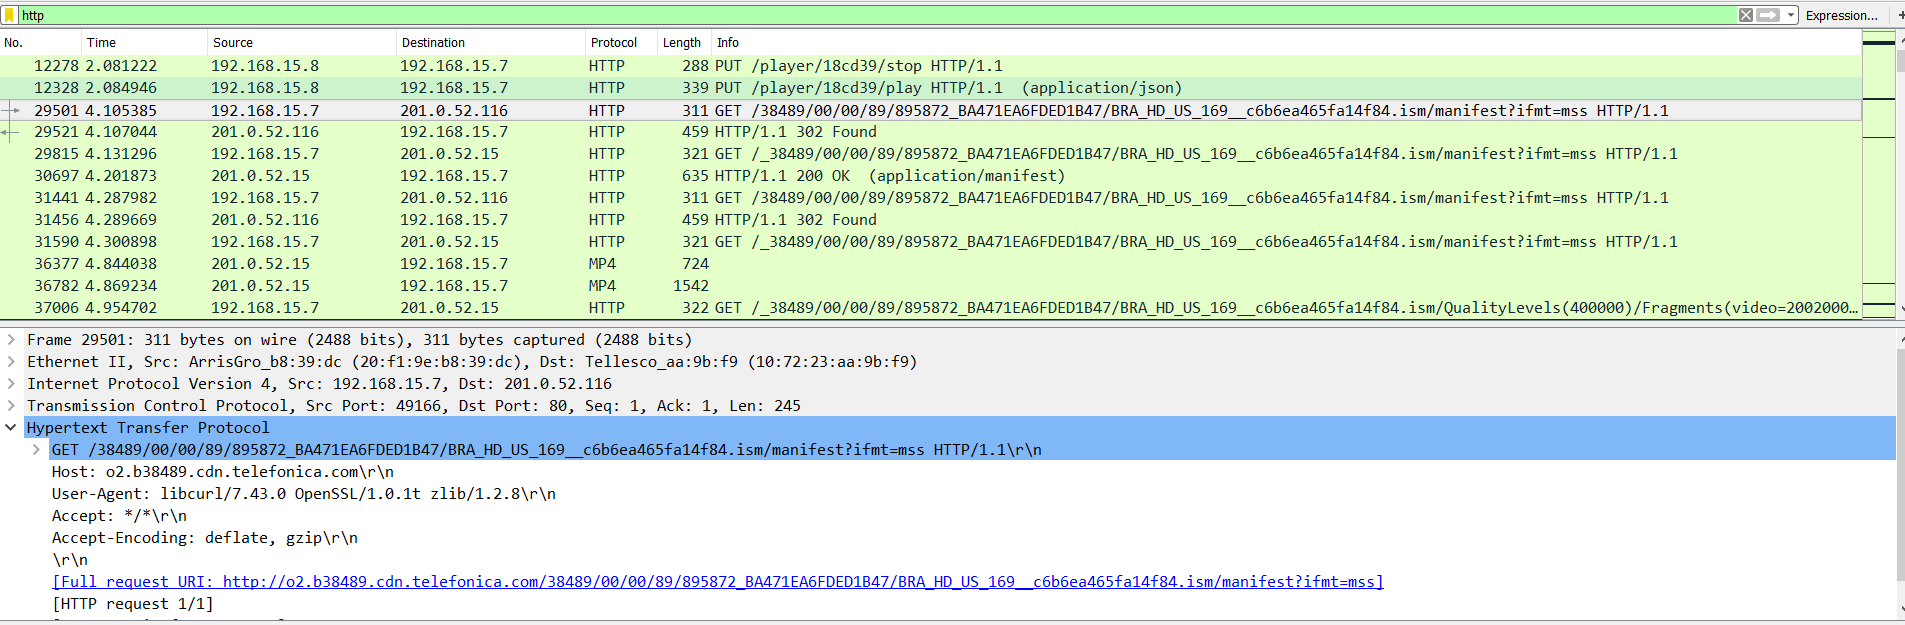 http Expression... +
No. Time Source Destination Protocol Length Info
12278 2.081222 192.168.15.8 192.168.15.7 HTTP 288 PUT /player/18cd39/stop HTTP/1.1
12328 2.084946 192.168.15.8 192.168.15.7 HTTP 339 PUT /player/18cd39/play HTTP/1.1 (application/json)
29501 4.105385 192.168.15.7 201.0.52.116 HTTP 311 GET /38489/00/00/89/895872_BA471EA6FDED1B47/BRA_HD_US_169__c6b6ea465fa14f84.ism/manifest?ifmt=mss HTTP/1.1
29521 4.107044 201.0.52.116 192.168.15.7 HTTP 459 HTTP/1.1 302 Found
29815 4.131296 192.168.15.7 201.0.52.15 HTTP 321 GET /_38489/00/00/89/895872_BA471EA6FDED1B47/BRA_HD_US_169__c6b6ea465fa14f84.ism/manifest?ifmt=mss HTTP/1.1
30697 4.201873 201.0.52.15 192.168.15.7 HTTP 635 HTTP/1.1 200 OK (application/manifest)
31441 4.287982 192.168.15.7 201.0.52.116 HTTP 311 GET /38489/00/00/89/895872_BA471EA6FDED1B47/BRA_HD_US_169__c6b6ea465fa14f84.ism/manifest?ifmt=mss HTTP/1.1
31456 4.289669 201.0.52.116 192.168.15.7 HTTP 459 HTTP/1.1 302 Found
31590 4.300898 192.168.15.7 201.0.52.15 HTTP 321 GET /_38489/00/00/89/895872_BA471EA6FDED1B47/BRA_HD_US_169__c6b6ea465fa14f84.ism/manifest?ifmt=mss HTTP/1.1
36377 4.844038 201.0.52.15 192.168.15.7 MP4 724
36782 4.869234 201.0.52.15 192.168.15.7 MP4 1542
37006 4.954702 192.168.15.7 201.0.52.15 HTTP 322 GET /_38489/00/00/89/895872_BA471EA6FDED1B47/BRA_HD_US_169__c6b6ea465fa14f84.ism/QualityLevels(400000)/Fragments(video=2002000…
Frame 29501: 311 bytes on wire (2488 bits), 311 bytes captured (2488 bits)
Ethernet II, Src: ArrisGro_b8:39:dc (20:f1:9e:b8:39:dc), Dst: Tellesco_aa:9b:f9 (10:72:23:aa:9b:f9)
Internet Protocol Version 4, Src: 192.168.15.7, Dst: 201.0.52.116
Transmission Control Protocol, Src Port: 49166, Dst Port: 80, Seq: 1, Ack: 1, Len: 245
Hypertext Transfer Protocol
GET /38489/00/00/89/895872_BA471EA6FDED1B47/BRA_HD_US_169__c6b6ea465fa14f84.ism/manifest?ifmt=mss HTTP/1.1\r\n
Host: o2.b38489.cdn.telefonica.com\r\n
User-Agent: libcurl/7.43.0 OpenSSL/1.0.1t zlib/1.2.8\r\n
Accept: */*\r\n
Accept-Encoding: deflate, gzip\r\n
\r\n
[Full request URI: http://o2.b38489.cdn.telefonica.com/38489/00/00/89/895872_BA471EA6FDED1B47/BRA_HD_US_169__c6b6ea465fa14f84.ism/manifest?ifmt=mss]
[HTTP request 1/1]